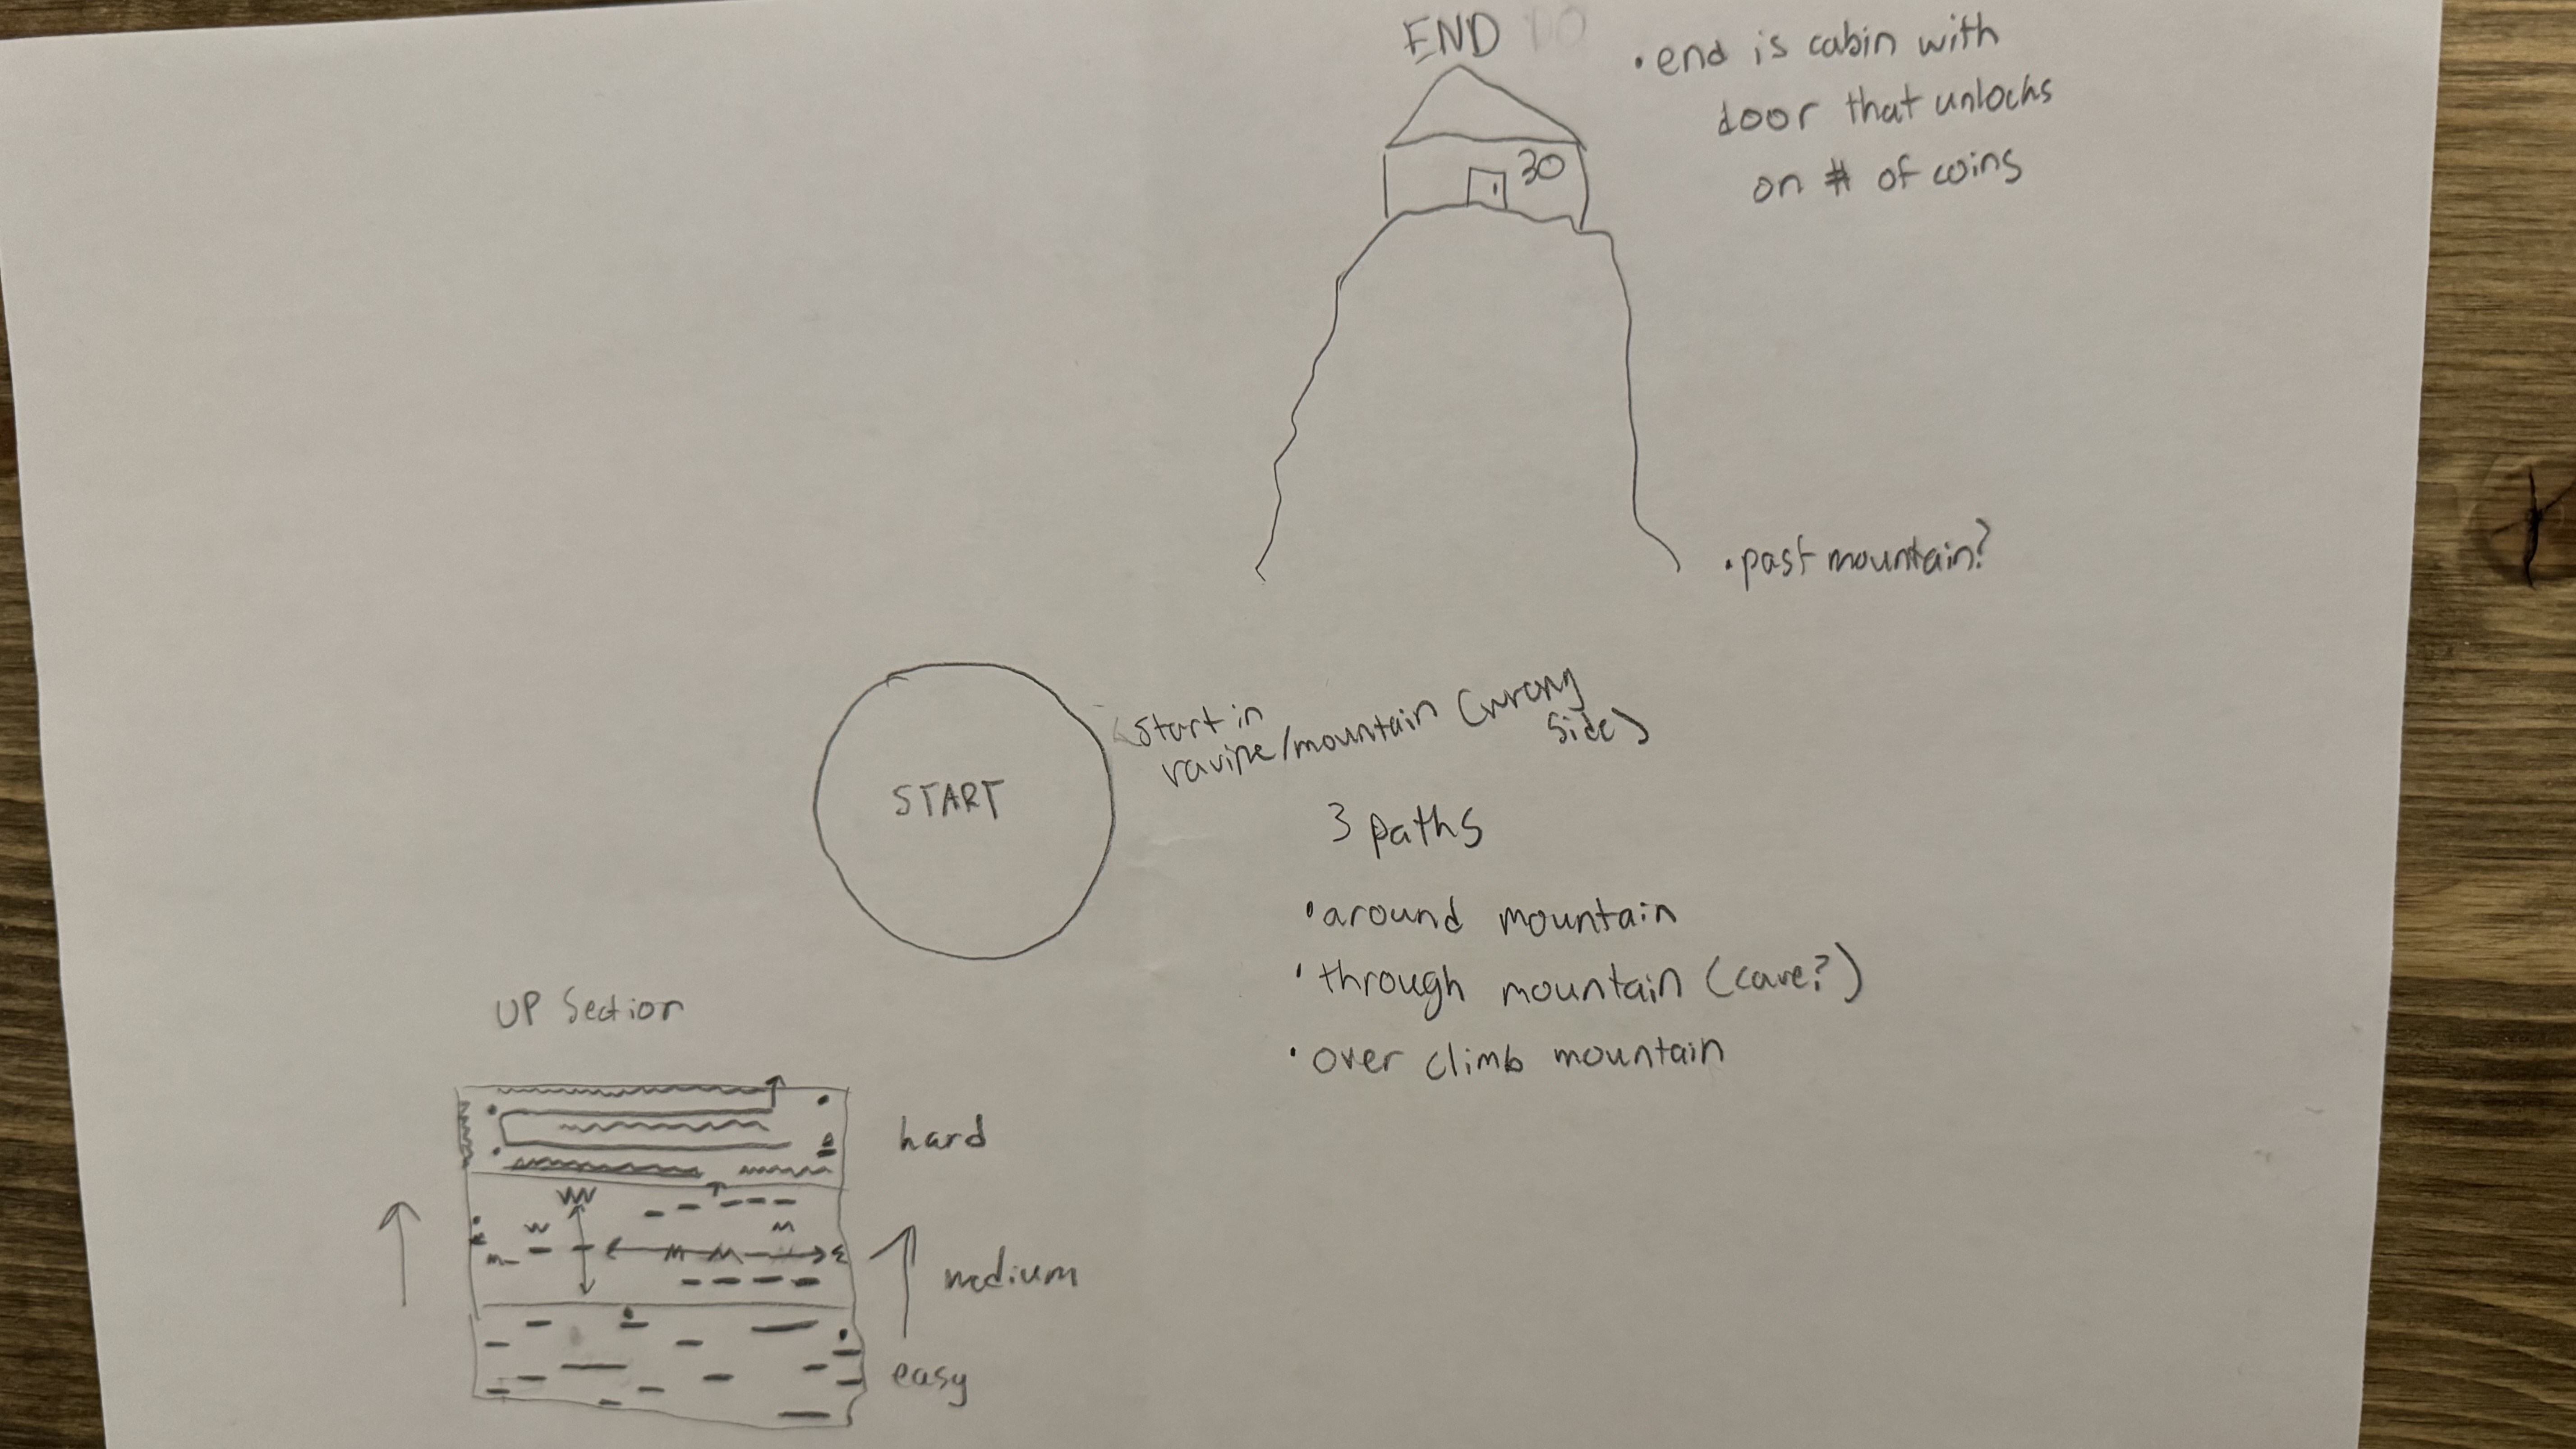 END
• end is cabin with
door that unlocks
on # of coins
30
• past mountain?
START
Start in
ravine/mountain (wrong
side)
3 paths
• around mountain
• through mountain (cave?)
• over climb mountain
UP Section
hard
medium
easy